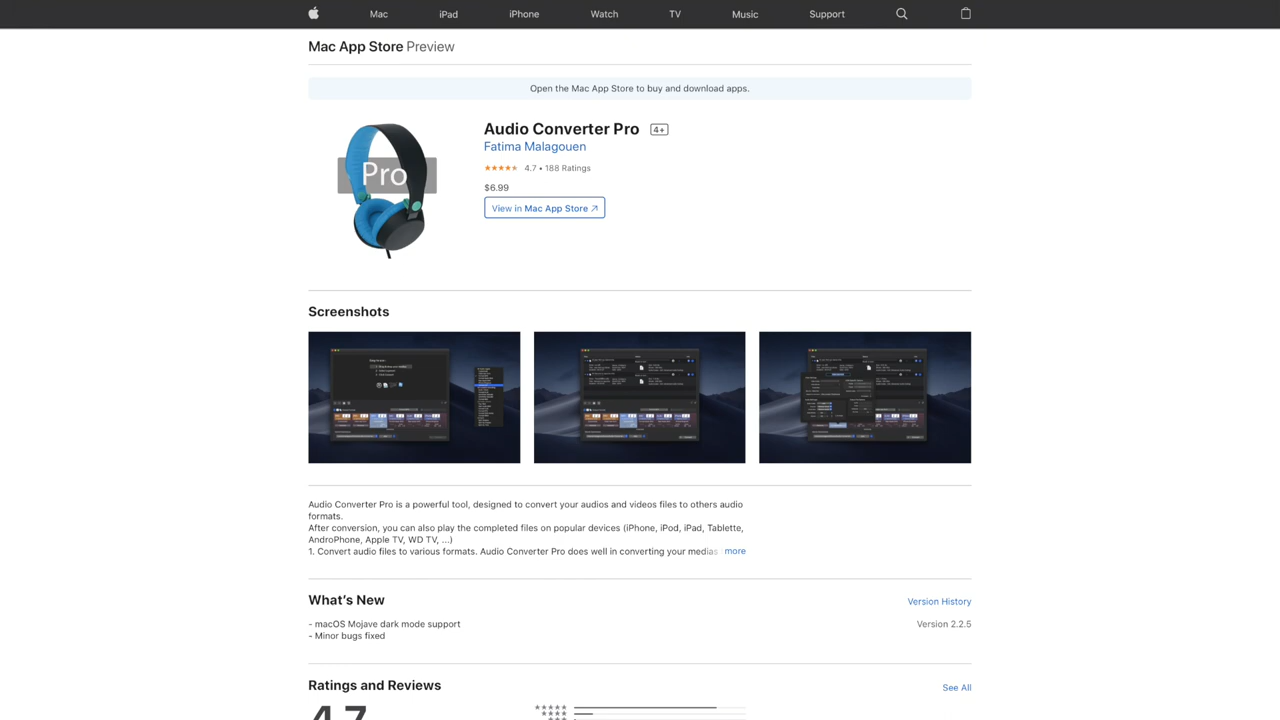 Mac iPad iPhone Watch TV Music Support
Mac App Store Preview
Open the Mac App Store to buy and download apps.
Pro
Audio Converter Pro 4+
Fatima Malagouen
4.7 • 188 Ratings
$6.99
View in Mac App Store
Screenshots
Audio Converter Pro is a powerful tool, designed to convert your audios and videos files to others audio
formats.
After conversion, you can also play the completed files on popular devices (iPhone, iPod, iPad, Tablette,
AndroPhone, Apple TV, WD TV, ...)
1. Convert audio files to various formats. Audio Converter Pro does well in converting your medias more
What's New Version History
- macOS Mojave dark mode support Version 2.2.5
- Minor bugs fixed
Ratings and Reviews See All
4.7